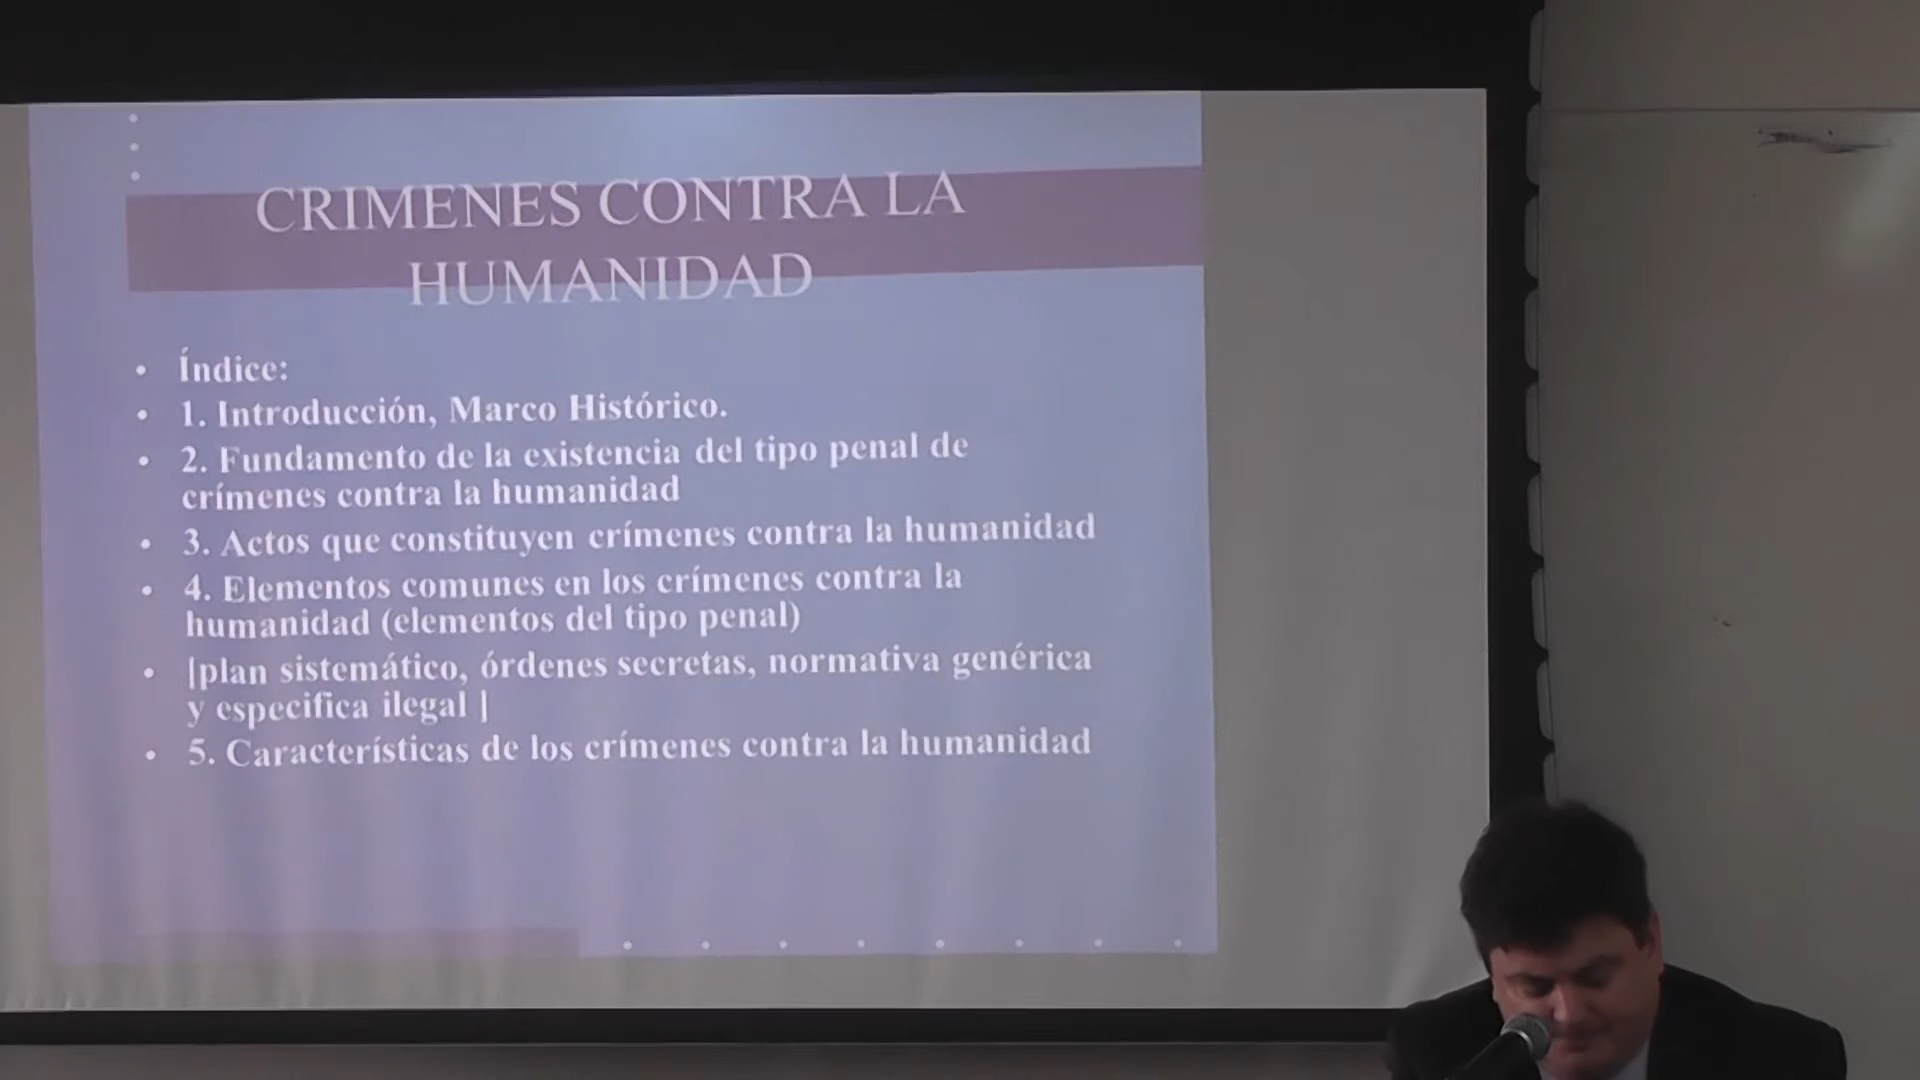 CRIMENES CONTRA LA
HUMANIDAD
• Índice:
• 1. Introducción, Marco Histórico.
• 2. Fundamento de la existencia del tipo penal de
crímenes contra la humanidad
• 3. Actos que constituyen crímenes contra la humanidad
• 4. Elementos comunes en los crímenes contra la
humanidad (elementos del tipo penal)
• [plan sistemático, órdenes secretas, normativa genérica
y especifica ilegal ]
• 5. Características de los crímenes contra la humanidad